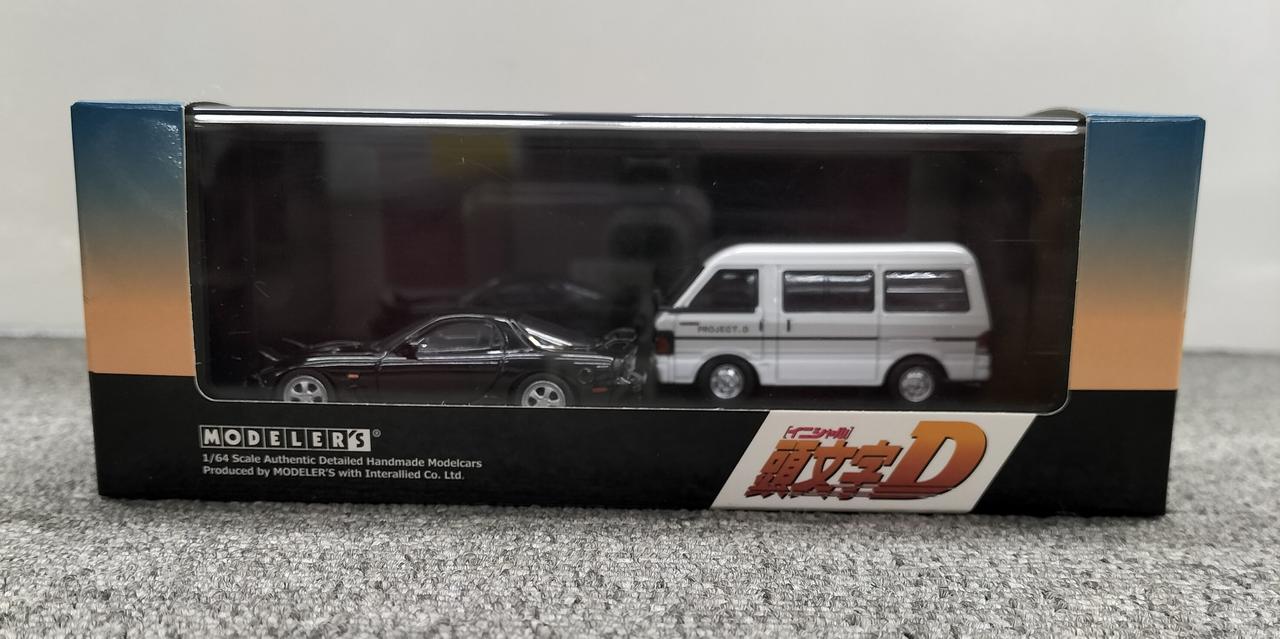 PROJECT.D
MODELER'S®
1/64 Scale Authentic Detailed Handmade Modelcars
Produced by MODELER'S with Interallied Co. Ltd.
[イニシャル]
頭文字D